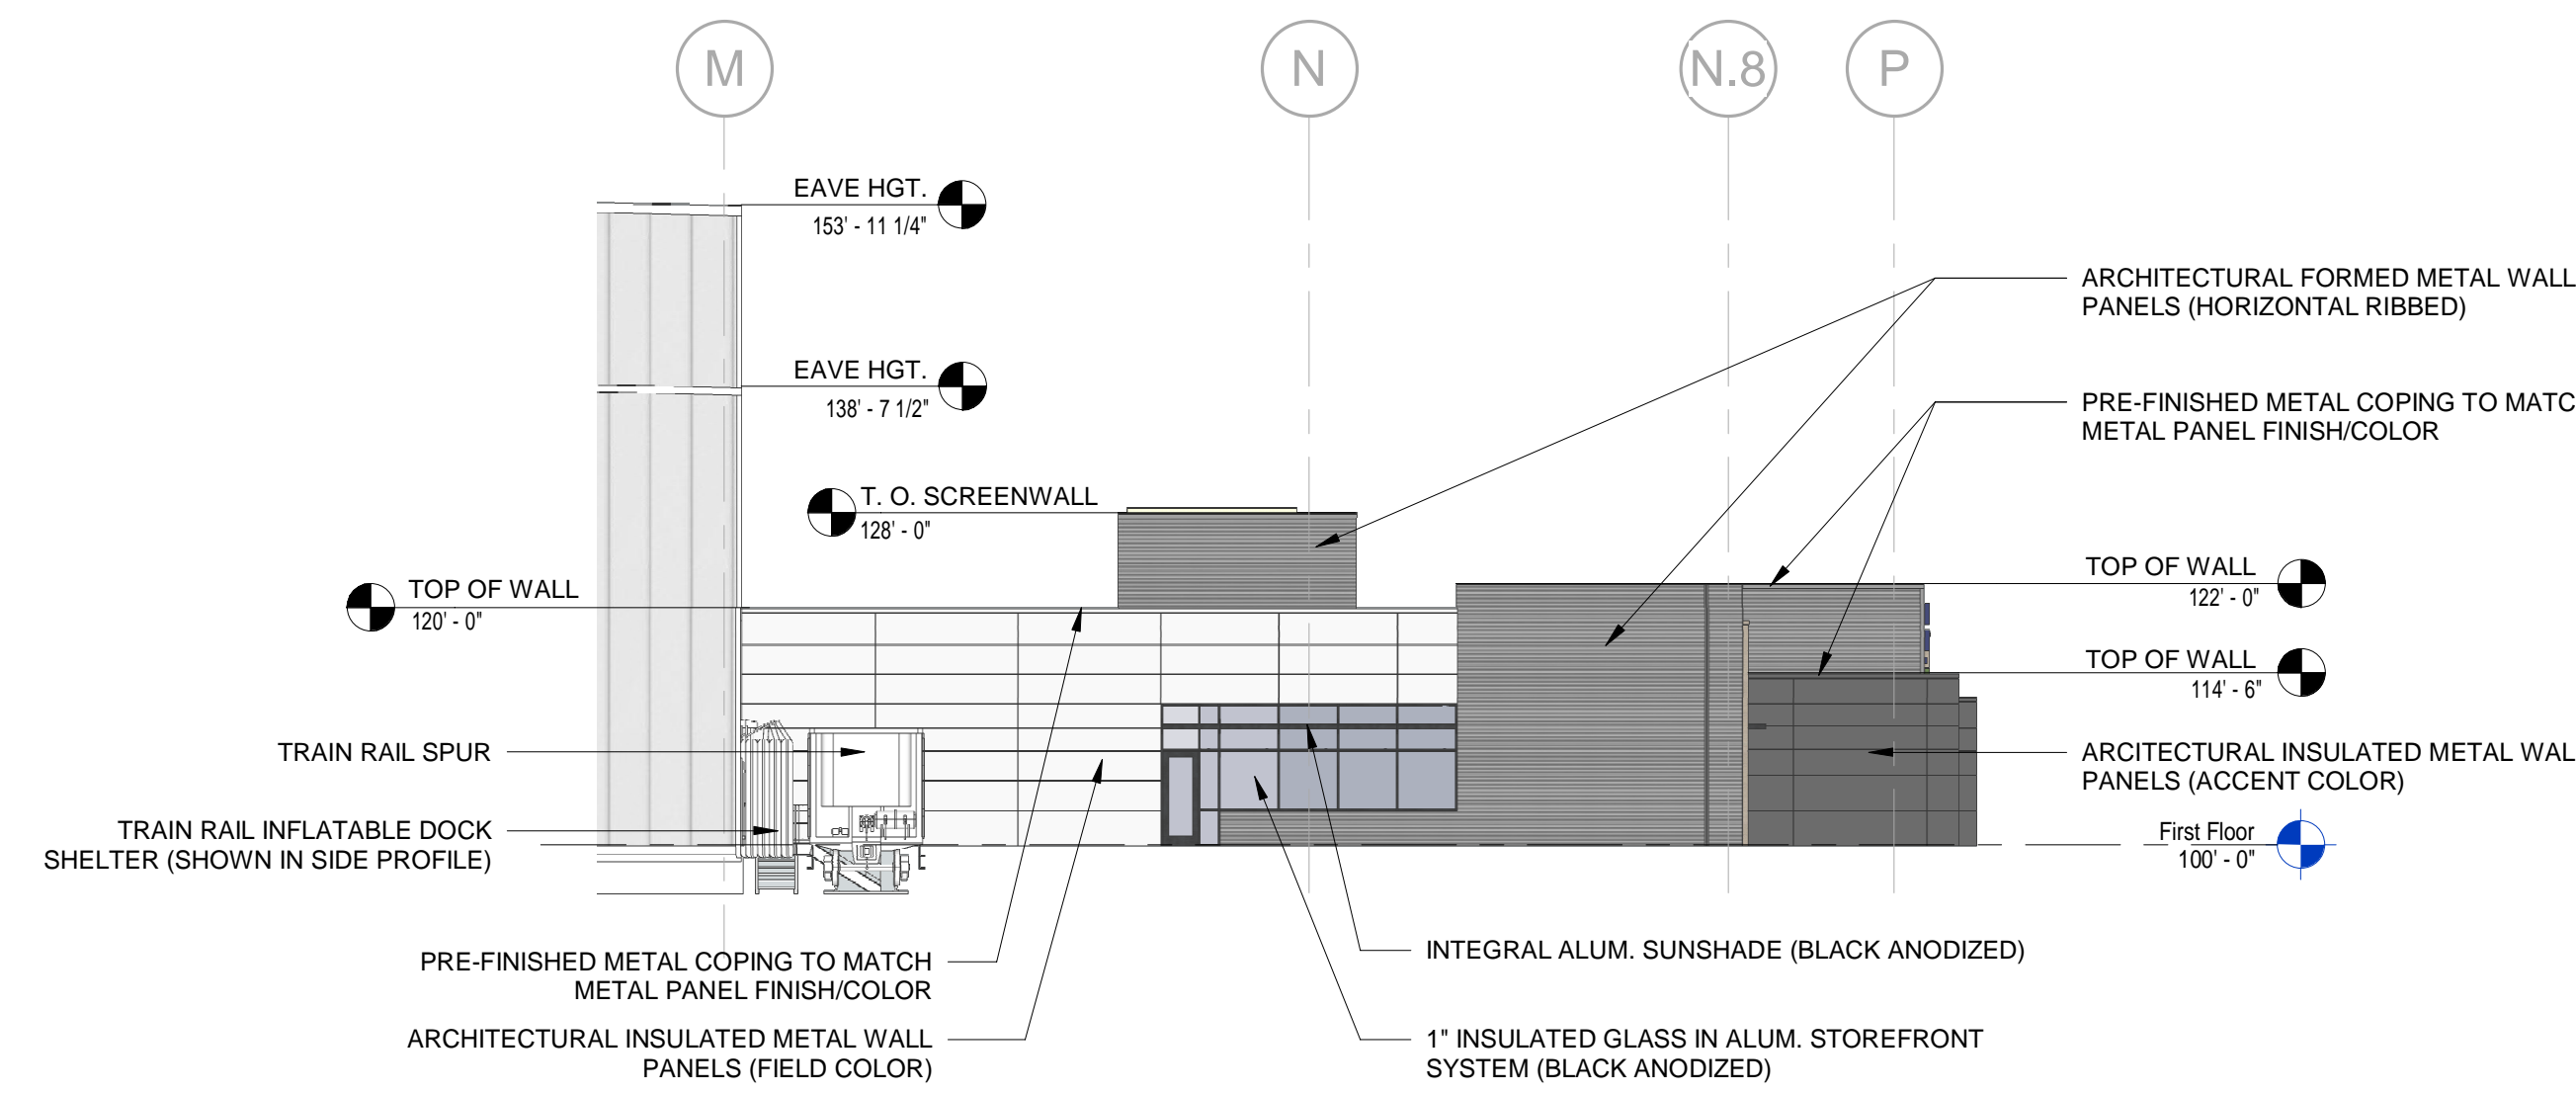 M
N
N.8
P
EAVE HGT.
153' - 11 1/4"
EAVE HGT.
138' - 7 1/2"
T. O. SCREENWALL
128' - 0"
TOP OF WALL
120' - 0"
TRAIN RAIL SPUR
TRAIN RAIL INFLATABLE DOCK
SHELTER (SHOWN IN SIDE PROFILE)
PRE-FINISHED METAL COPING TO MATCH
METAL PANEL FINISH/COLOR
ARCHITECTURAL INSULATED METAL WALL
PANELS (FIELD COLOR)
INTEGRAL ALUM. SUNSHADE (BLACK ANODIZED)
1" INSULATED GLASS IN ALUM. STOREFRONT
SYSTEM (BLACK ANODIZED)
ARCHITECTURAL FORMED METAL WALL
PANELS (HORIZONTAL RIBBED)
PRE-FINISHED METAL COPING TO MATC
METAL PANEL FINISH/COLOR
TOP OF WALL
122' - 0"
TOP OF WALL
114' - 6"
ARCITECTURAL INSULATED METAL WAL
PANELS (ACCENT COLOR)
First Floor
100' - 0"